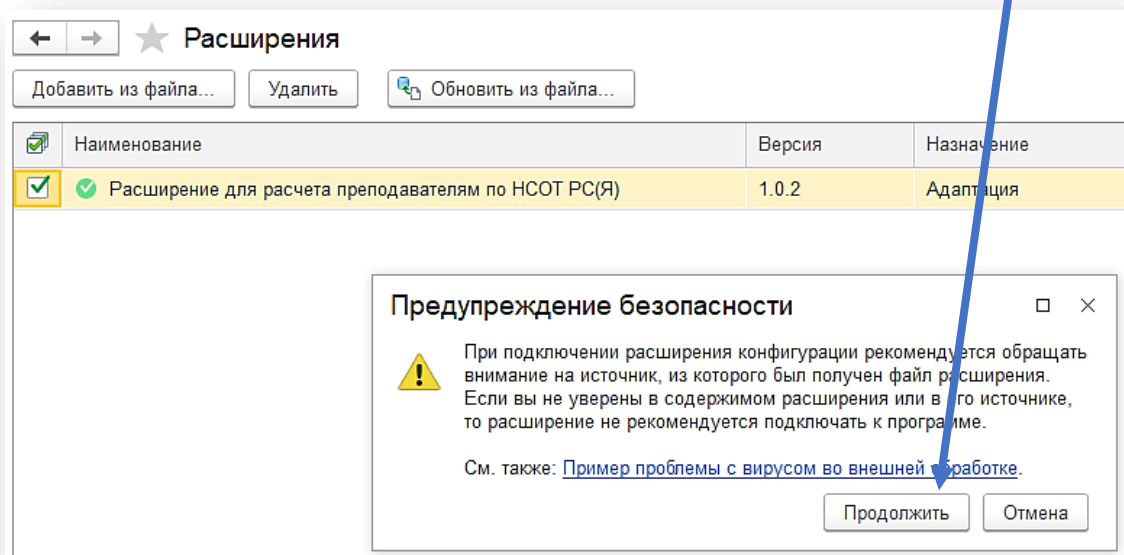 Расширения
Добавить из файла... Удалить Обновить из файла...
Наименование Версия Назначение
Расширение для расчета преподавателям по НСОТ РС(Я) 1.0.2 Адаптация
Предупреждение безопасности
При подключении расширения конфигурации рекомендуется обращать
внимание на источник, из которого был получен файл расширения.
Если вы не уверены в содержимом расширения или в его источнике,
то расширение не рекомендуется подключать к программе.
См. также: Пример проблемы с вирусом во внешней обработке.
Продолжить Отмена